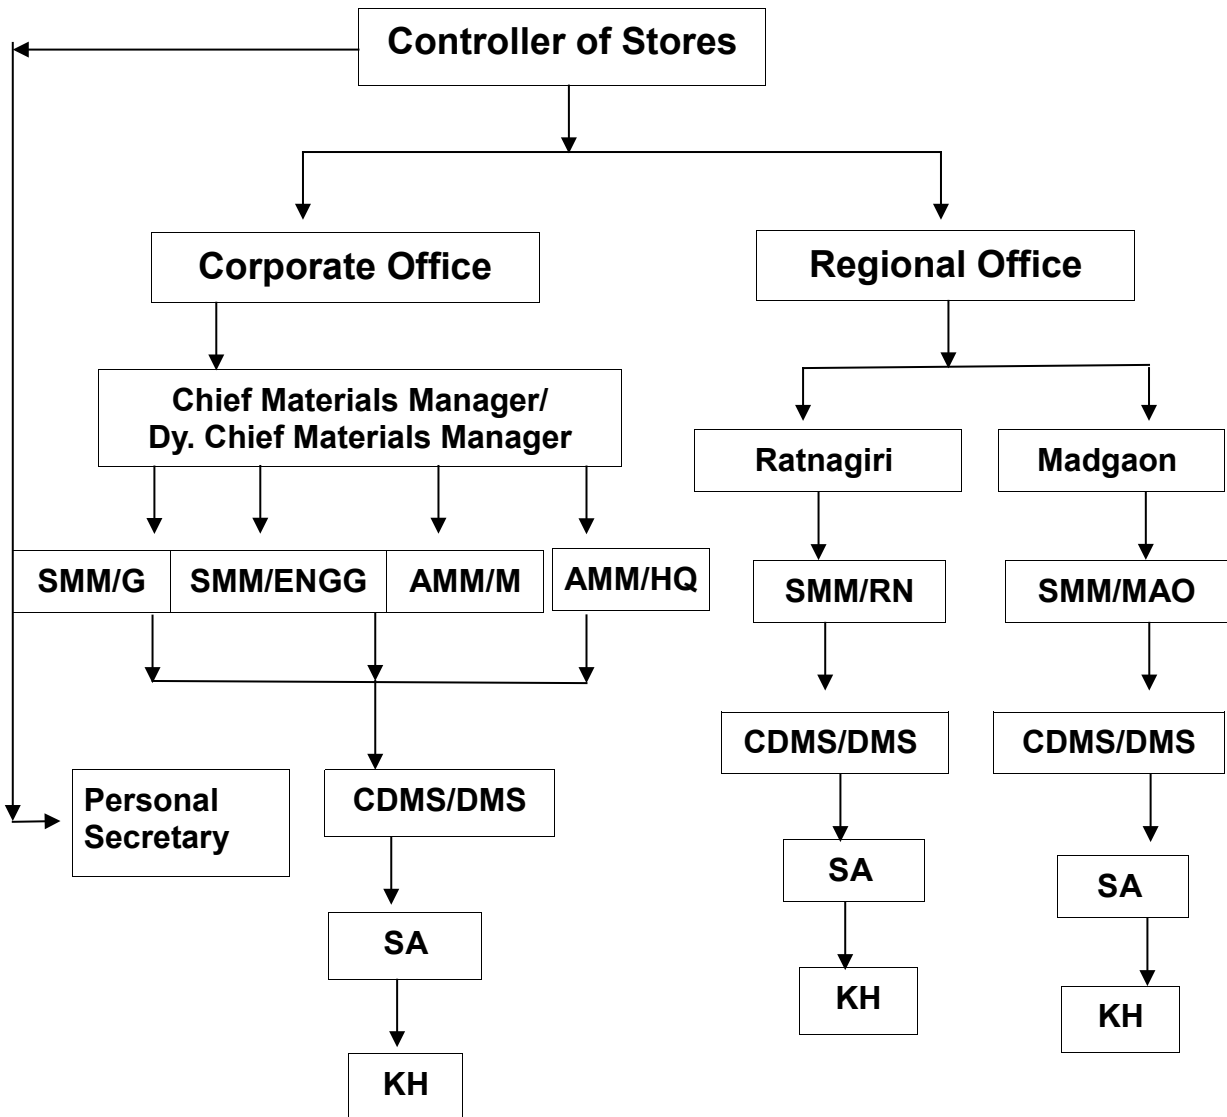 Controller of Stores
Corporate Office
Regional Office
Chief Materials Manager/
Dy. Chief Materials Manager
Ratnagiri
Madgaon
SMM/G
SMM/ENGG
AMM/M
AMM/HQ
SMM/RN
SMM/MAO
CDMS/DMS
CDMS/DMS
Personal
Secretary
CDMS/DMS
SA
SA
SA
KH
KH
KH